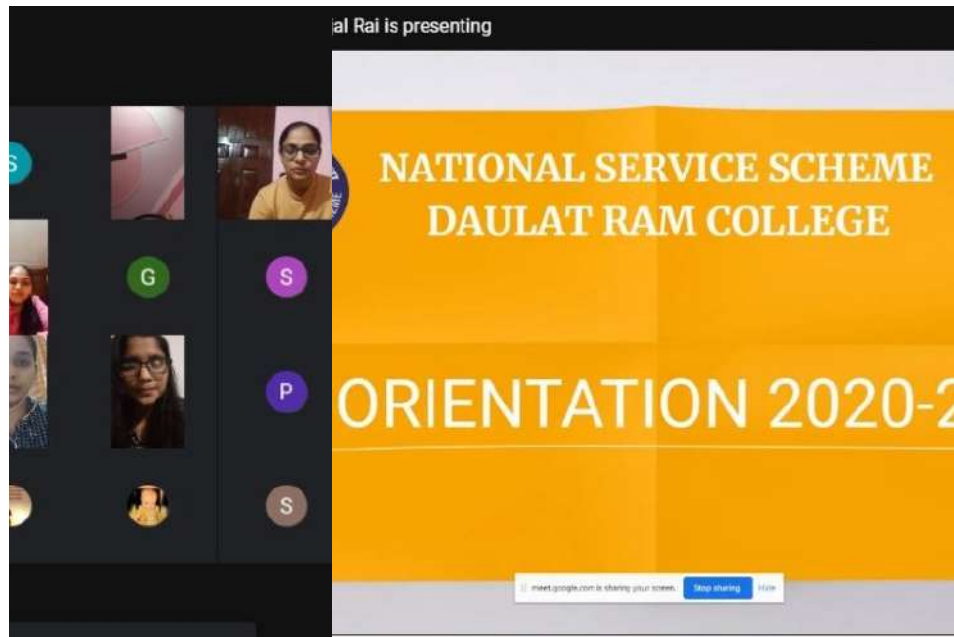 jal Rai is presenting
S
NATIONAL SERVICE SCHEME
DAULAT RAM COLLEGE
G
S
P
ORIENTATION 2020-2
S
meet.google.com is sharing your screen.
Stop sharing
Hide